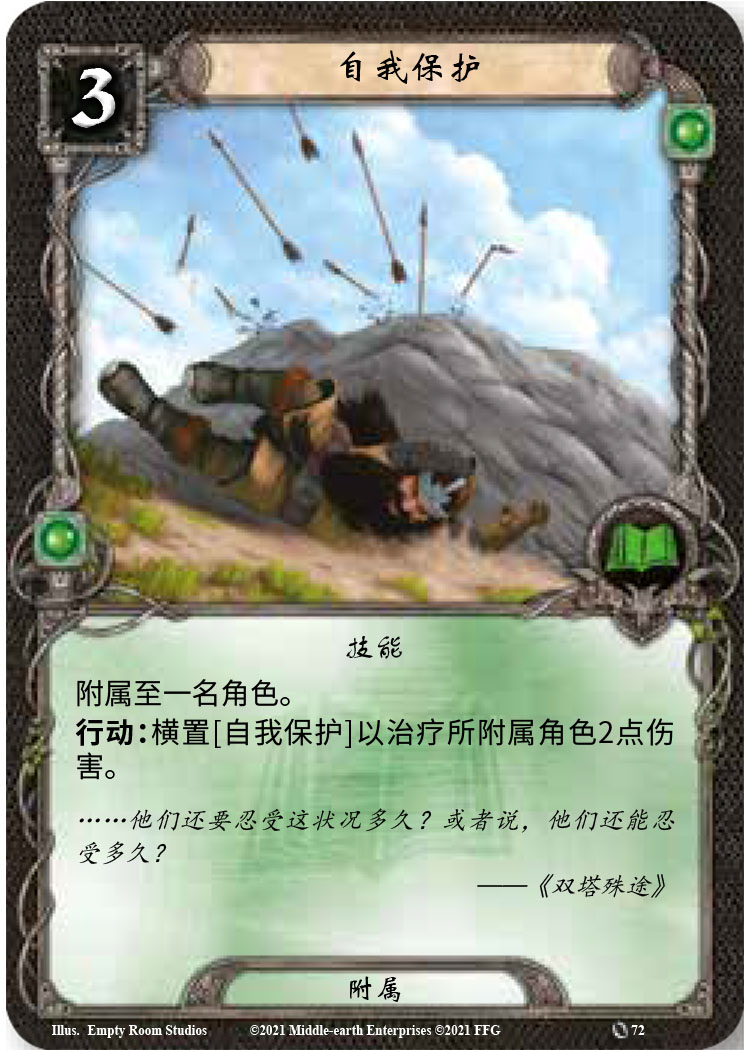 3
自我保护
技能
附属至一名角色。
行动：横置[自我保护]以治疗所附属角色2点伤
害。
……他们还要忍受这状况多久？或者说，他们还能忍
受多久？
——《双塔殊途》
附属
Illus. Empty Room Studios ©2021 Middle-earth Enterprises ©2021 FFG 72